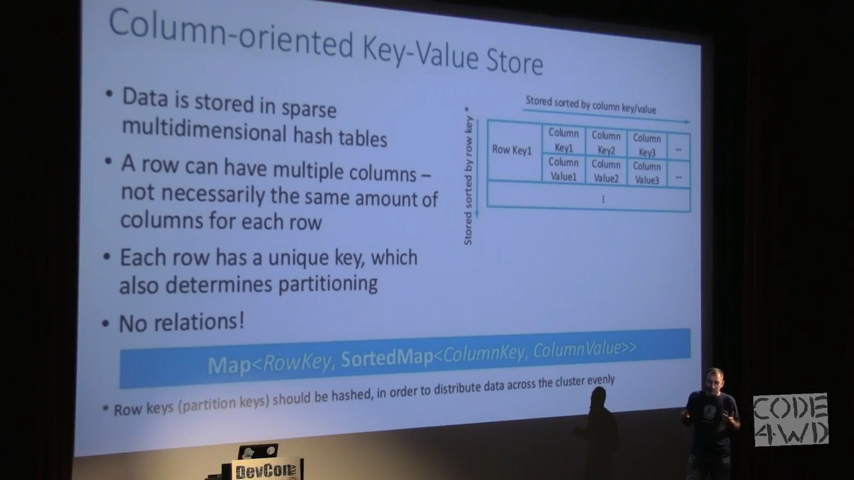 Column-oriented Key-Value Store
• Data is stored in sparse
multidimensional hash tables
• A row can have multiple columns –
not necessarily the same amount of
columns for each row
• Each row has a unique key, which
also determines partitioning
• No relations!
Stored sorted by column key/value
Stored sorted by row key *
Row Key1
Column Key1
Column Key2
Column Key3
...
Column Value1
Column Value2
Column Value3
...
⋮
Map<RowKey, SortedMap<ColumnKey, ColumnValue>>
* Row keys (partition keys) should be hashed, in order to distribute data across the cluster evenly
DevCon
CODE
4WD